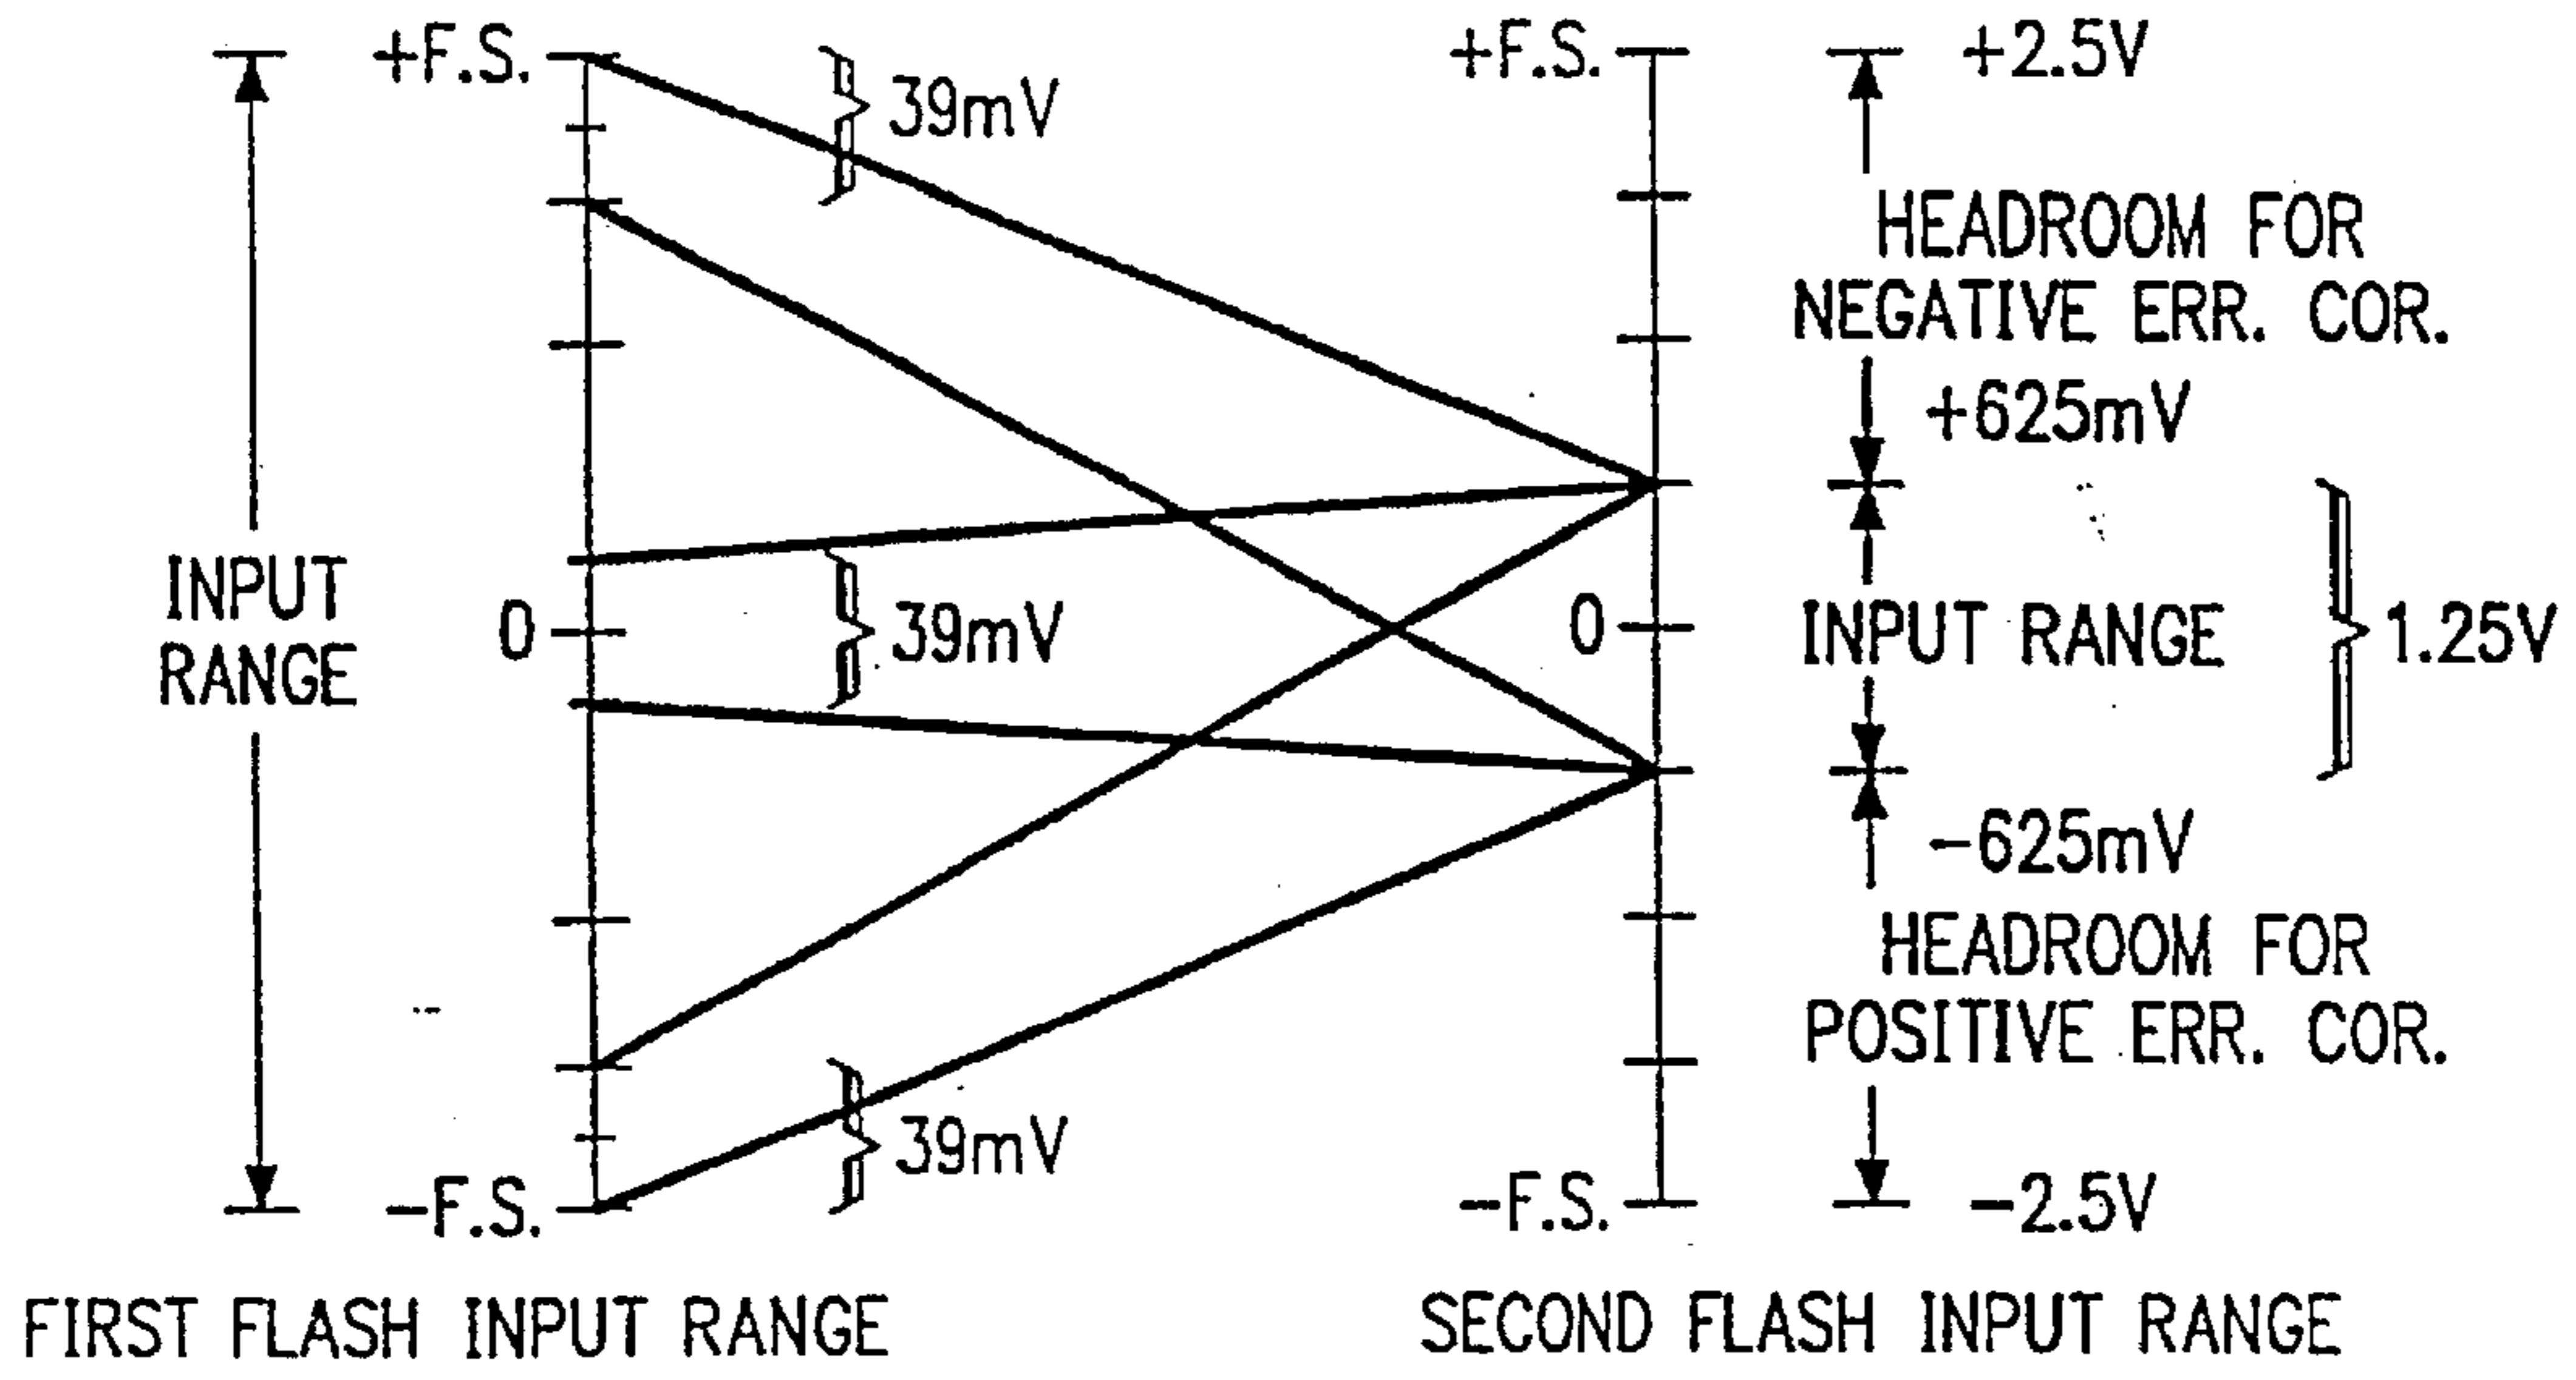 +F.S.
39mV
INPUT
RANGE
0
39mV
39mV
-F.S.
FIRST FLASH INPUT RANGE
+F.S.
+2.5V
HEADROOM FOR
NEGATIVE ERR. COR.
+625mV
0
INPUT RANGE
1.25V
-625mV
HEADROOM FOR
POSITIVE ERR. COR.
-F.S.
-2.5V
SECOND FLASH INPUT RANGE